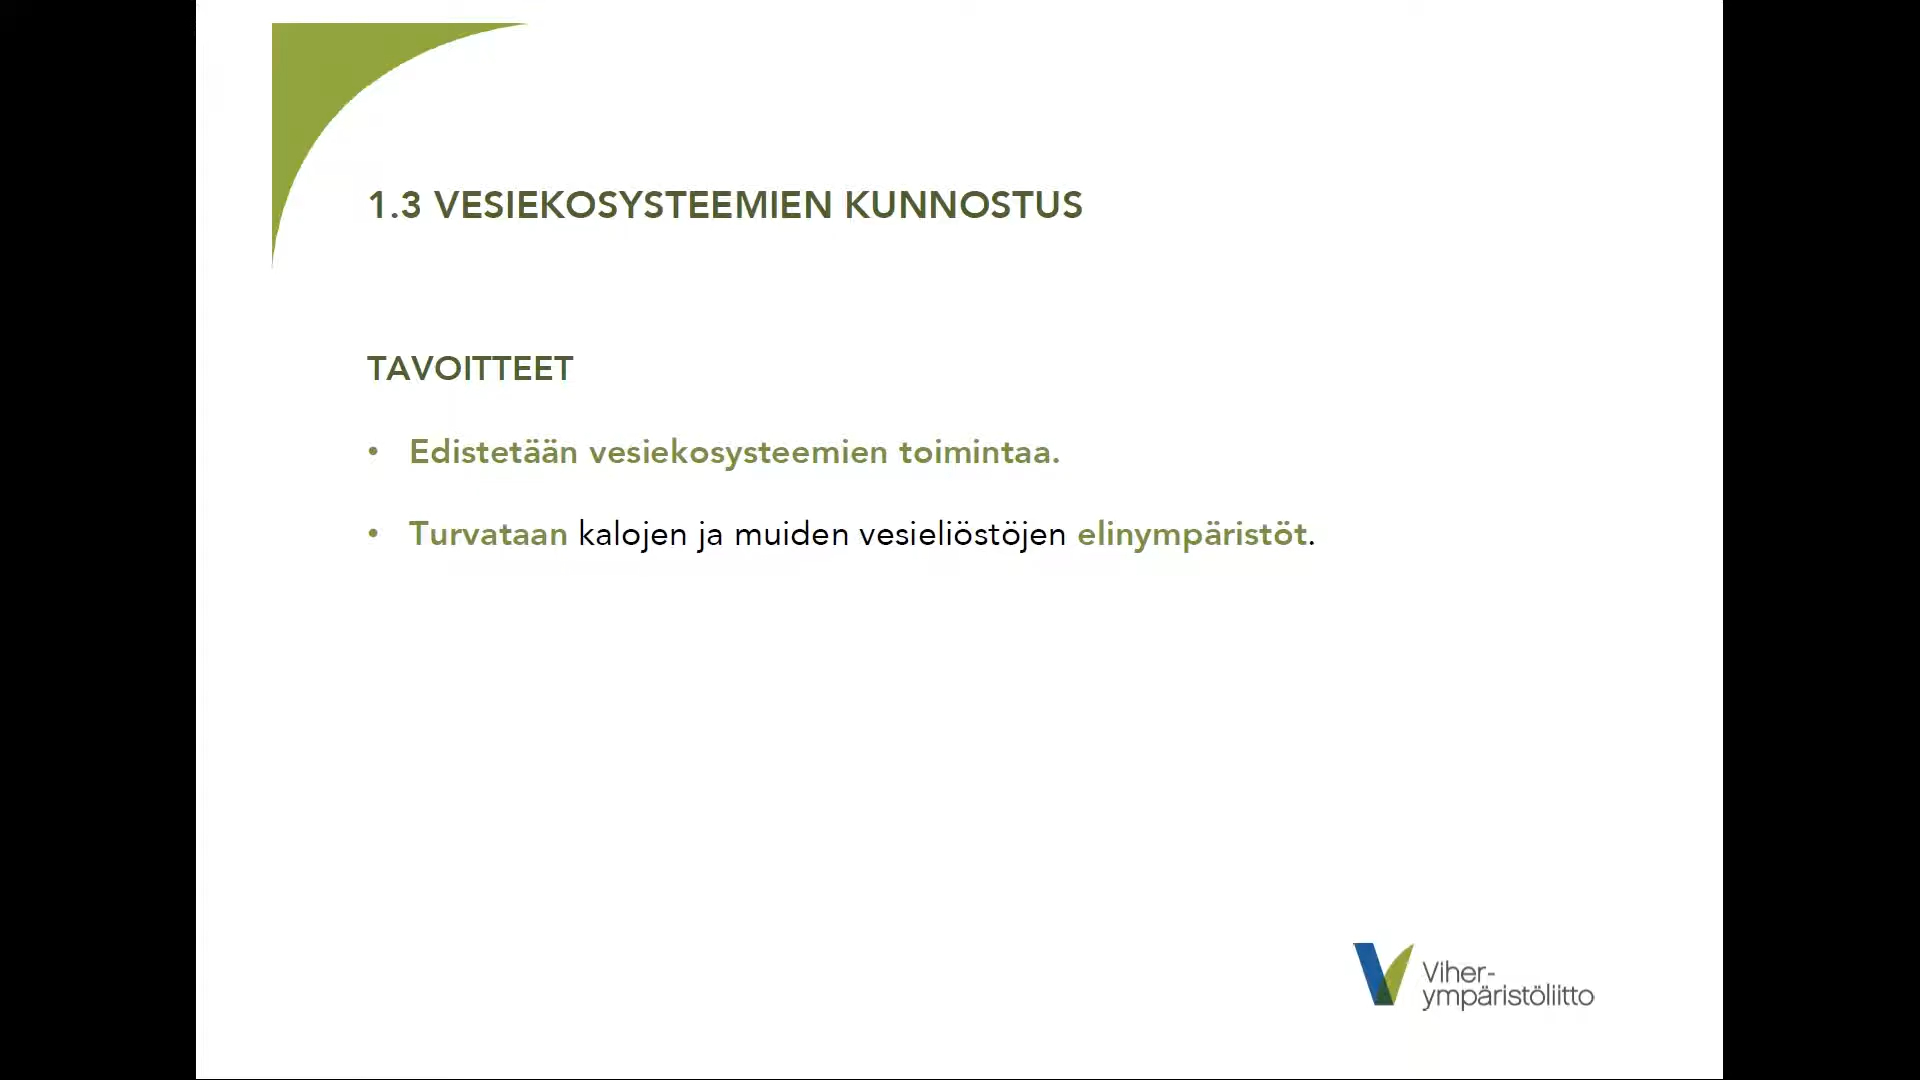 1.3 VESIEKOSYSTEEMIEN KUNNOSTUS
TAVOITTEET
• Edistetään vesiekosysteemien toimintaa.
• Turvataan kalojen ja muiden vesieliöstöjen elinympäristöt.
Viher-
ympäristöliitto